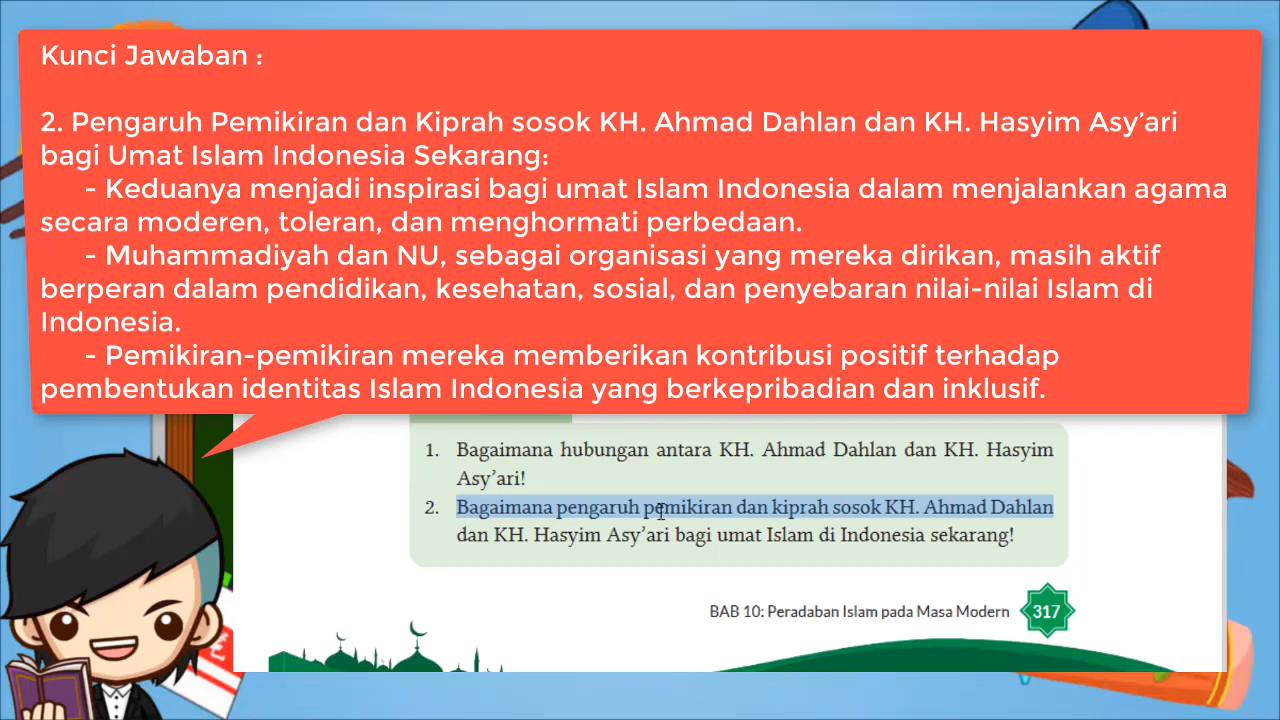 Kunci Jawaban :
2. Pengaruh Pemikiran dan Kiprah sosok KH. Ahmad Dahlan dan KH. Hasyim Asy’ari
bagi Umat Islam Indonesia Sekarang:
- Keduanya menjadi inspirasi bagi umat Islam Indonesia dalam menjalankan agama
secara moderen, toleran, dan menghormati perbedaan.
- Muhammadiyah dan NU, sebagai organisasi yang mereka dirikan, masih aktif
berperan dalam pendidikan, kesehatan, sosial, dan penyebaran nilai-nilai Islam di
Indonesia.
- Pemikiran-pemikiran mereka memberikan kontribusi positif terhadap
pembentukan identitas Islam Indonesia yang berkepribadian dan inklusif.
1. Bagaimana hubungan antara KH. Ahmad Dahlan dan KH. Hasyim
Asy’ari!
2. Bagaimana pengaruh pemikiran dan kiprah sosok KH. Ahmad Dahlan
dan KH. Hasyim Asy’ari bagi umat Islam di Indonesia sekarang!
BAB 10: Peradaban Islam pada Masa Modern 317